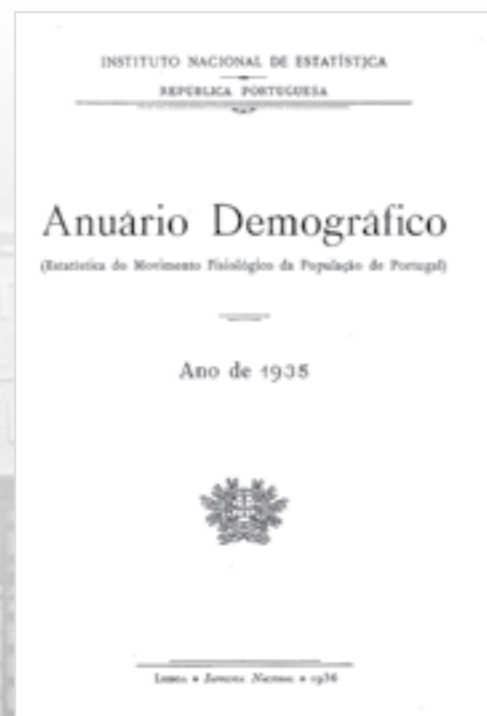 INSTITUTO NACIONAL DE ESTATÍSTICA
REPÚBLICA PORTUGUESA
Anuário Demográfico
(Estatística do Movimento Fisiológico da População de Portugal)
Ano de 1935
LISBOA • Imprensa Nacional • 1936